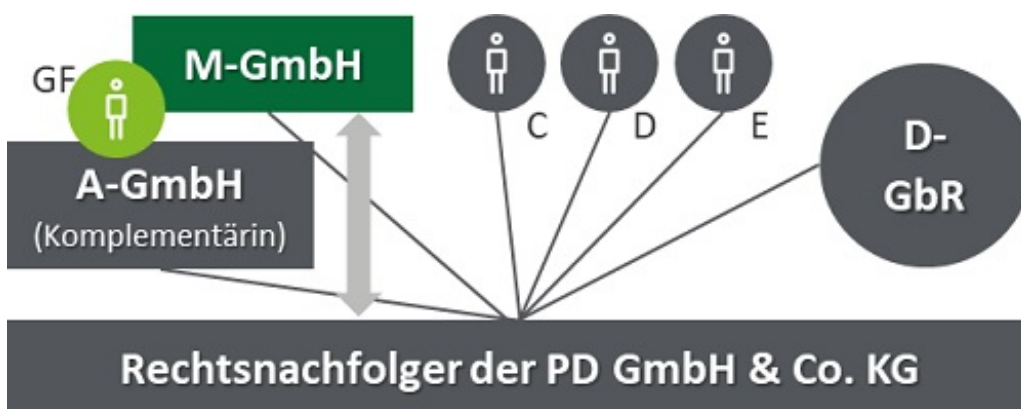 GF
M-GmbH
A-GmbH
(Komplementärin)
C
D
E
D-
GbR
Rechtsnachfolger der PD GmbH & Co. KG